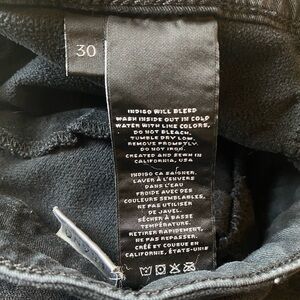 30
INDIGO WILL BLEED
WASH INSIDE OUT IN COLD
WATER WITH LIKE COLORS,
DO NOT BLEACH,
TUMBLE DRY LOW,
REMOVE PROMPTLY.
DO NOT IRON.
CREATED AND SEWN IN
CALIFORNIA, USA
INDIGO CA SAIGNER.
LAVER À L'ENVERS
DANS L'EAU
FROIDE AVEC DES
COULEURS SEMBLABLES,
NE PAS UTILISER
DE JAVEL.
SÉCHER À BASSE
TEMPÉRATURE.
RETIRER RAPIDEMENT,
NE PAS REPASSER.
CRÉÉ ET COUSU EN
CALIFORNIE, ÉTATS-UNIS